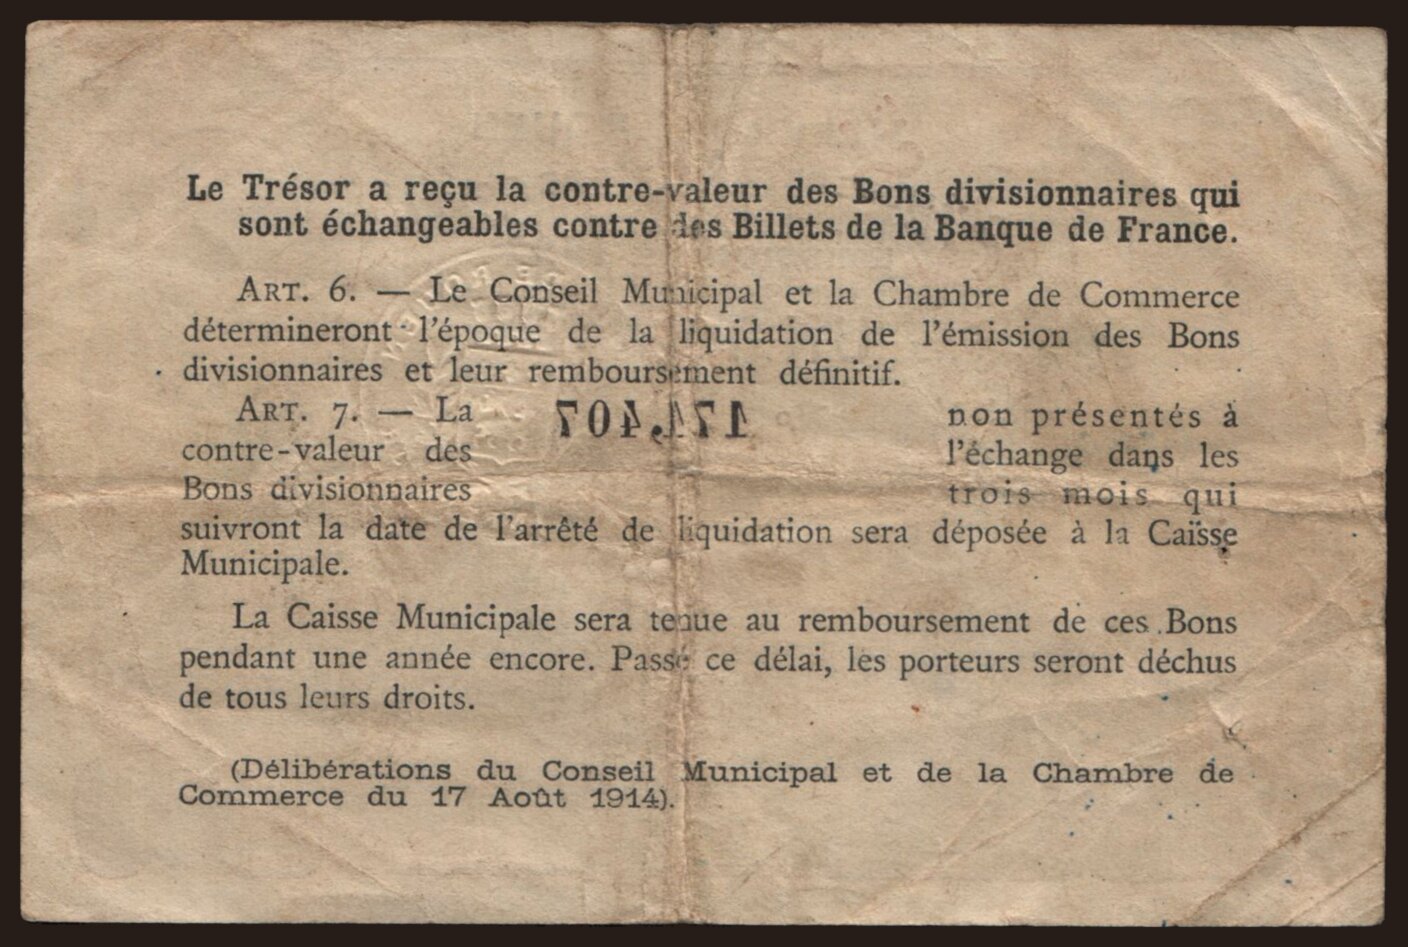 Le Trésor a reçu la contre-valeur des Bons divisionnaires qui
sont échangeables contre des Billets de la Banque de France.
ART. 6. — Le Conseil Municipal et la Chambre de Commerce
détermineront l'époque de la liquidation de l'émission des Bons
divisionnaires et leur remboursement définitif.
ART. 7. — La 171,407 non présentés à
contre-valeur des l'échange dans les
Bons divisionnaires trois mois qui
suivront la date de l'arrêté de liquidation sera déposée à la Caisse
Municipale.
La Caisse Municipale sera tenue au remboursement de ces Bons
pendant une année encore. Passé ce délai, les porteurs seront déchus
de tous leurs droits.
(Délibérations du Conseil Municipal et de la Chambre de
Commerce du 17 Août 1914).